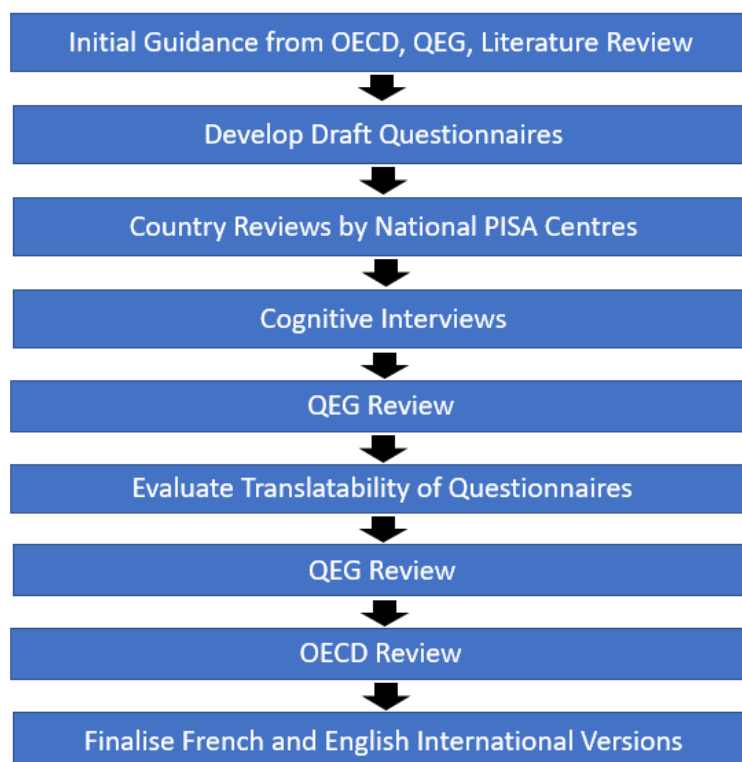 Initial Guidance from OECD, QEG, Literature Review
Develop Draft Questionnaires
Country Reviews by National PISA Centres
Cognitive Interviews
QEG Review
Evaluate Translatability of Questionnaires
QEG Review
OECD Review
Finalise French and English International Versions